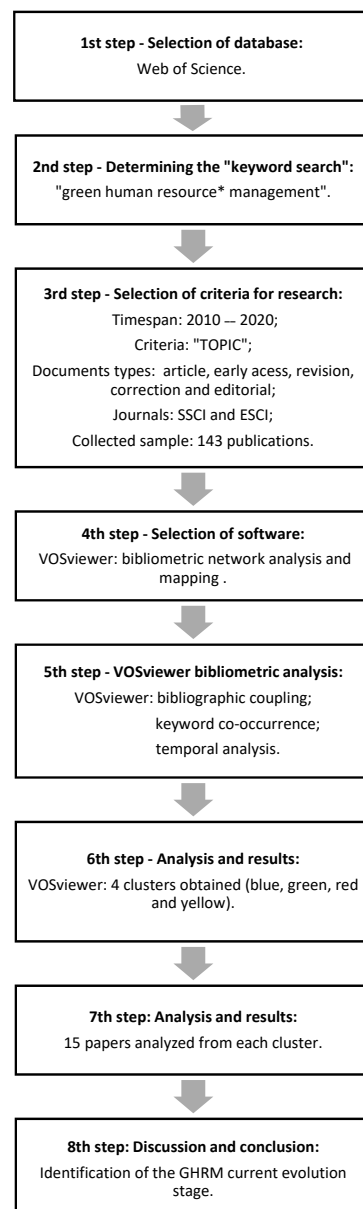 1st step - Selection of database:
Web of Science.
2nd step - Determining the "keyword search":
"green human resource* management".
3rd step - Selection of criteria for research:
Timespan: 2010 -- 2020;
Criteria: "TOPIC";
Documents types: article, early acess, revision,
correction and editorial;
Journals: SSCI and ESCI;
Collected sample: 143 publications.
4th step - Selection of software:
VOSviewer: bibliometric network analysis and
mapping .
5th step - VOSviewer bibliometric analysis:
VOSviewer: bibliographic coupling;
keyword co-occurrence;
temporal analysis.
6th step - Analysis and results:
VOSviewer: 4 clusters obtained (blue, green, red
and yellow).
7th step: Analysis and results:
15 papers analyzed from each cluster.
8th step: Discussion and conclusion:
Identification of the GHRM current evolution
stage.